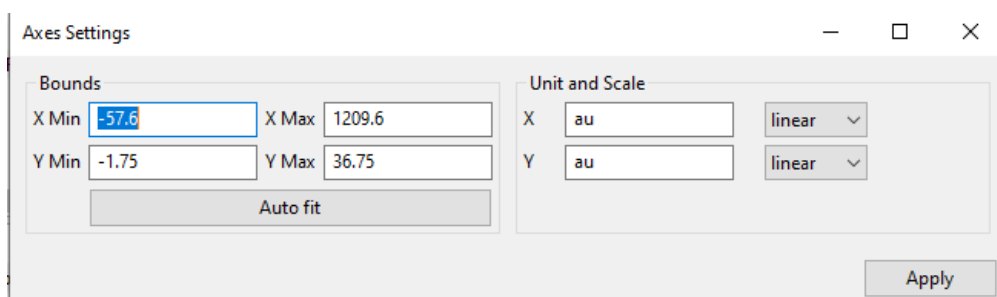 Axes Settings
Bounds
X Min -57.6 X Max 1209.6
Y Min -1.75 Y Max 36.75
Auto fit
Unit and Scale
X au linear
Y au linear
Apply